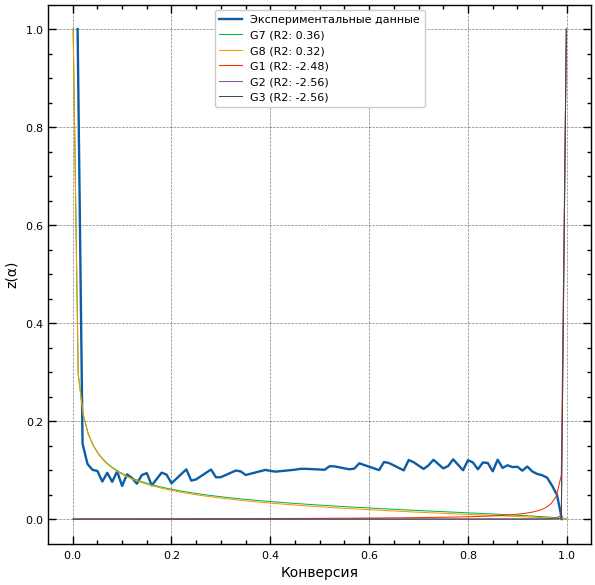 Экспериментальные данные
G7 (R2: 0.36)
G8 (R2: 0.32)
G1 (R2: -2.48)
G2 (R2: -2.56)
G3 (R2: -2.56)
z(α)
1.0
0.8
0.6
0.4
0.2
0.0
0.0 0.2 0.4 0.6 0.8 1.0
Конверсия